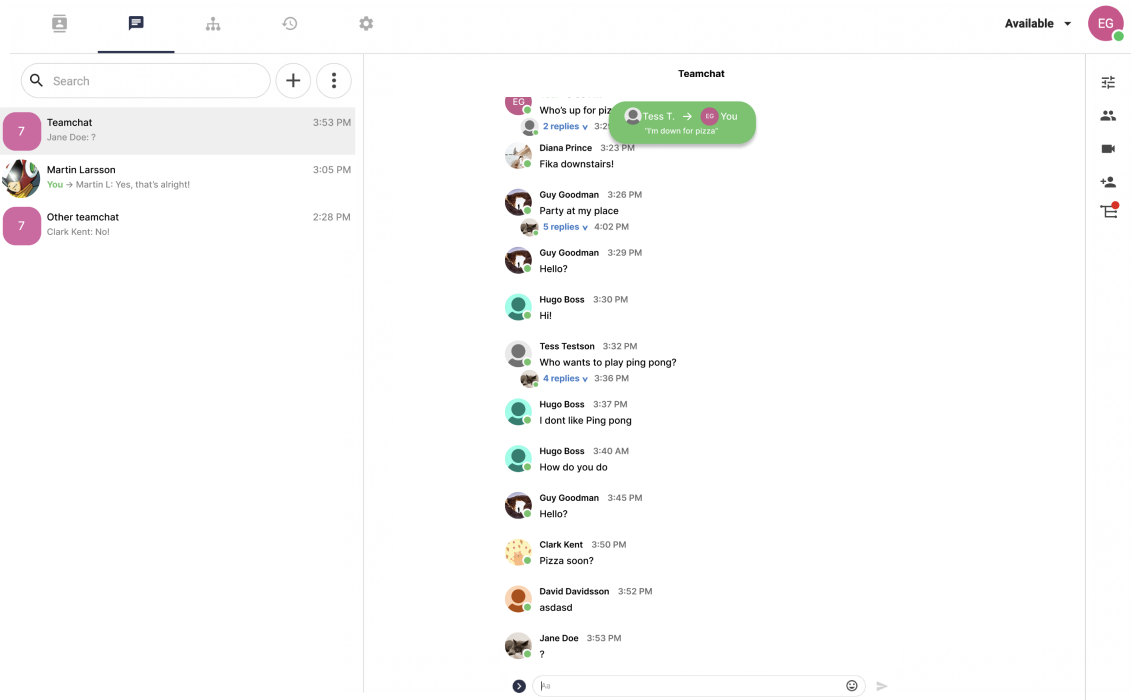 Available
EG
Search
7
Teamchat
3:53 PM
Jane Doe: ?
Martin Larsson
3:05 PM
You → Martin L: Yes, that's alright!
7
Other teamchat
2:28 PM
Clark Kent: No!
Teamchat
EG
Who's up for
2 replies v
Tess T. → EG You
"I'm down for pizza"
Diana Prince 3:23 PM
Fika downstairs!
Guy Goodman 3:26 PM
Party at my place
5 replies v 4:02 PM
Guy Goodman 3:29 PM
Hello?
Hugo Boss 3:30 PM
Hi!
Tess Testson 3:32 PM
Who wants to play ping pong?
4 replies v 3:36 PM
Hugo Boss 3:37 PM
I dont like Ping pong
Hugo Boss 3:40 AM
How do you do
Guy Goodman 3:45 PM
Hello?
Clark Kent 3:50 PM
Pizza soon?
David Davidsson 3:52 PM
asdasd
Jane Doe 3:53 PM
?
Aa